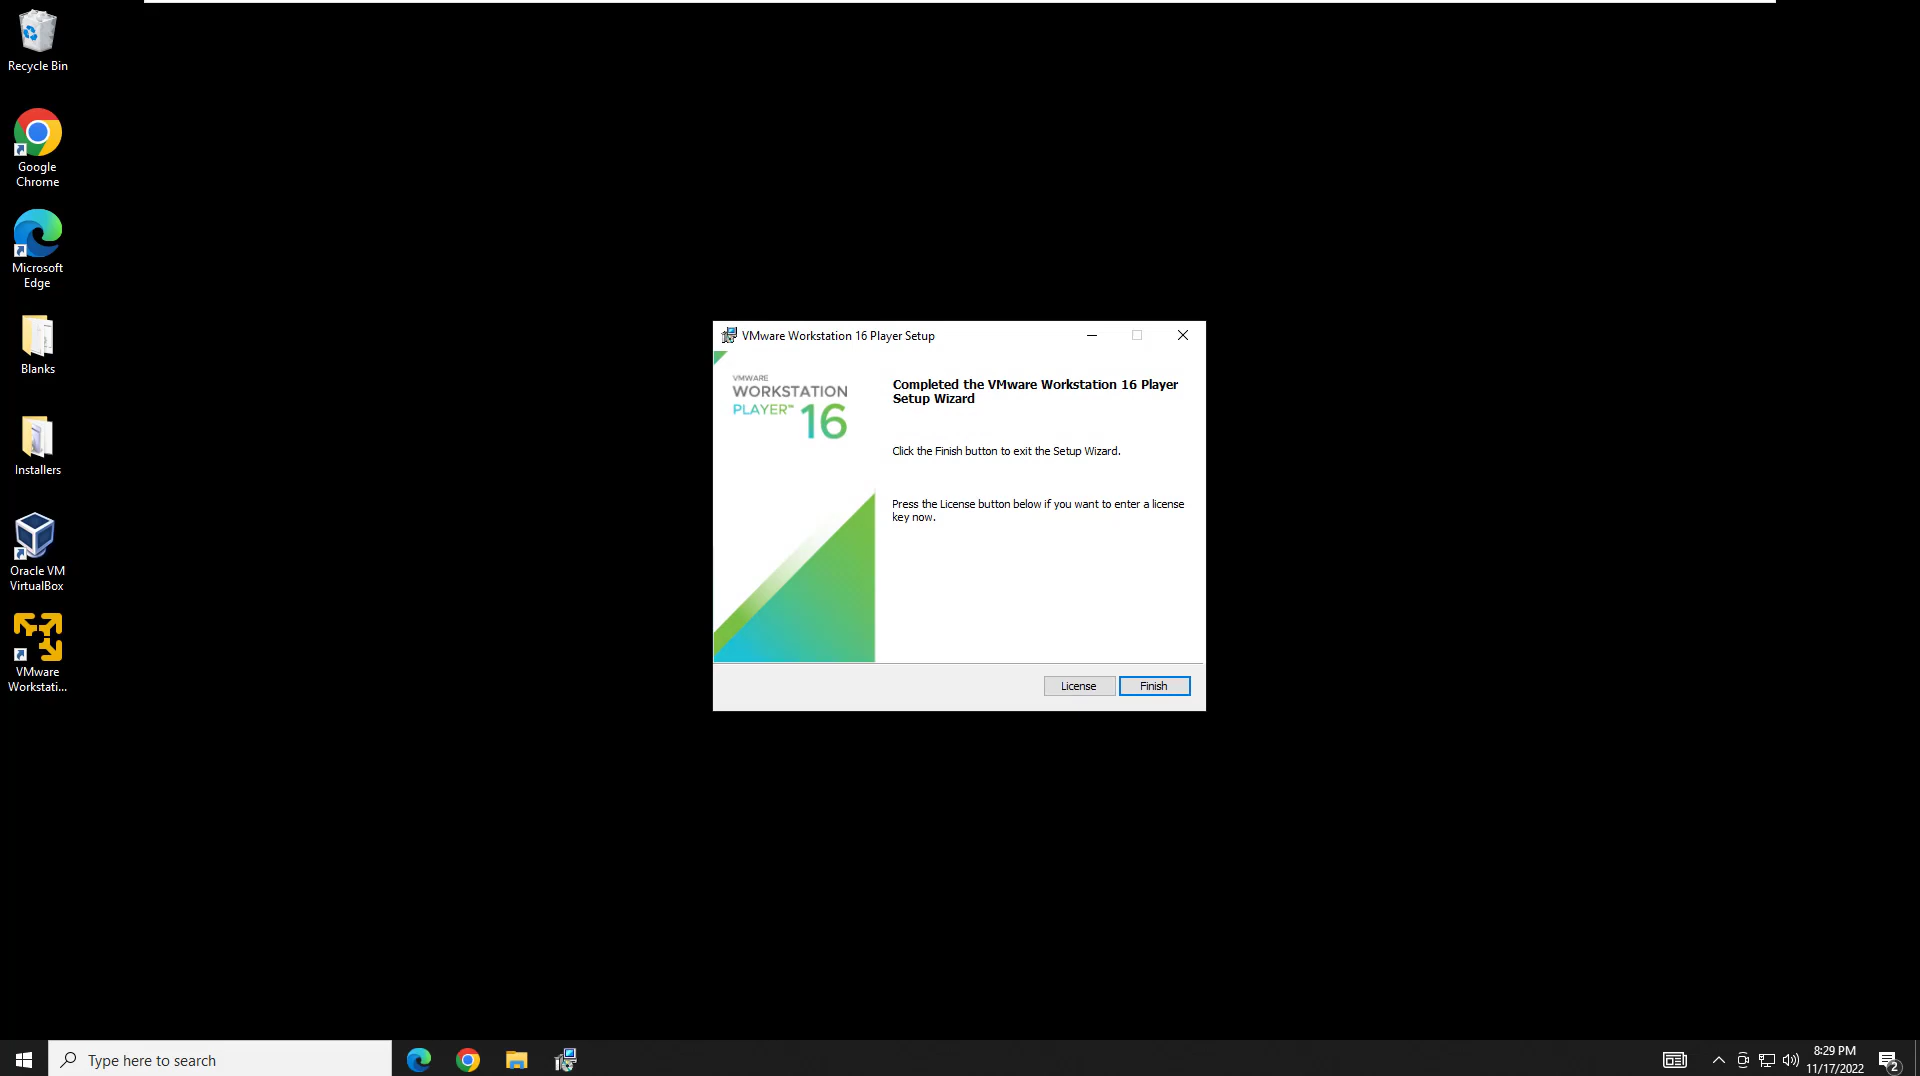 Recycle Bin
Google
Chrome
Microsoft
Edge
Blanks
Installers
Oracle VM
VirtualBox
VMware
Workstati...
VMware Workstation 16 Player Setup
VMWARE
WORKSTATION
PLAYER™ 16
Completed the VMware Workstation 16 Player
Setup Wizard
Click the Finish button to exit the Setup Wizard.
Press the License button below if you want to enter a license
key now.
License
Finish
Type here to search
8:29 PM
11/17/2022
2